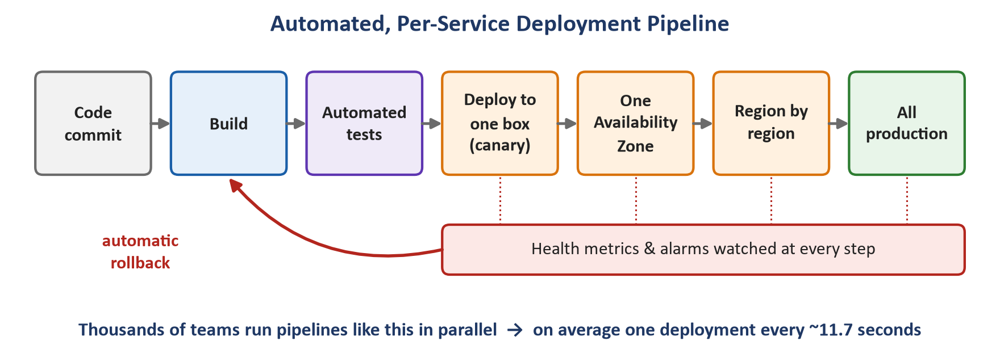 Automated, Per-Service Deployment Pipeline
Code
commit
Build
Automated
tests
Deploy to
one box
(canary)
One
Availability
Zone
Region by
region
All
production
Health metrics & alarms watched at every step
automatic
rollback
Thousands of teams run pipelines like this in parallel → on average one deployment every ~11.7 seconds